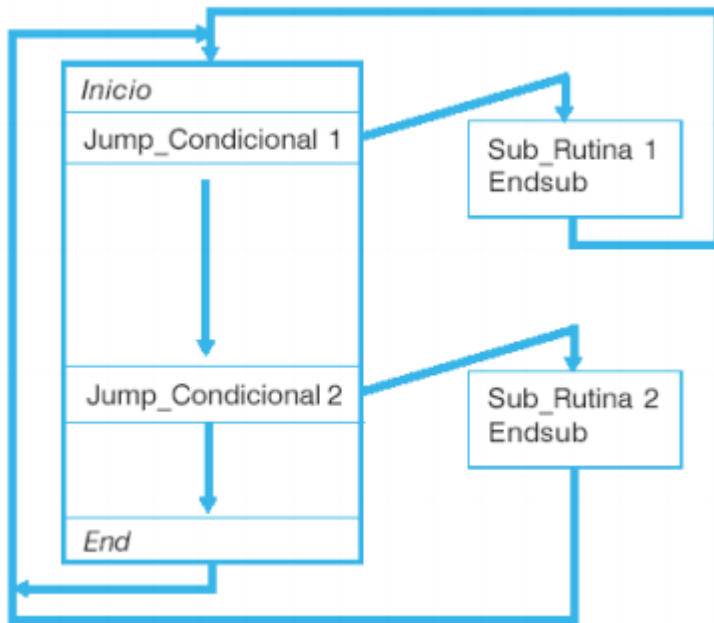 Inicio
Jump_Condicional 1
Sub_Rutina 1
Endsub
Jump_Condicional 2
Sub_Rutina 2
Endsub
End